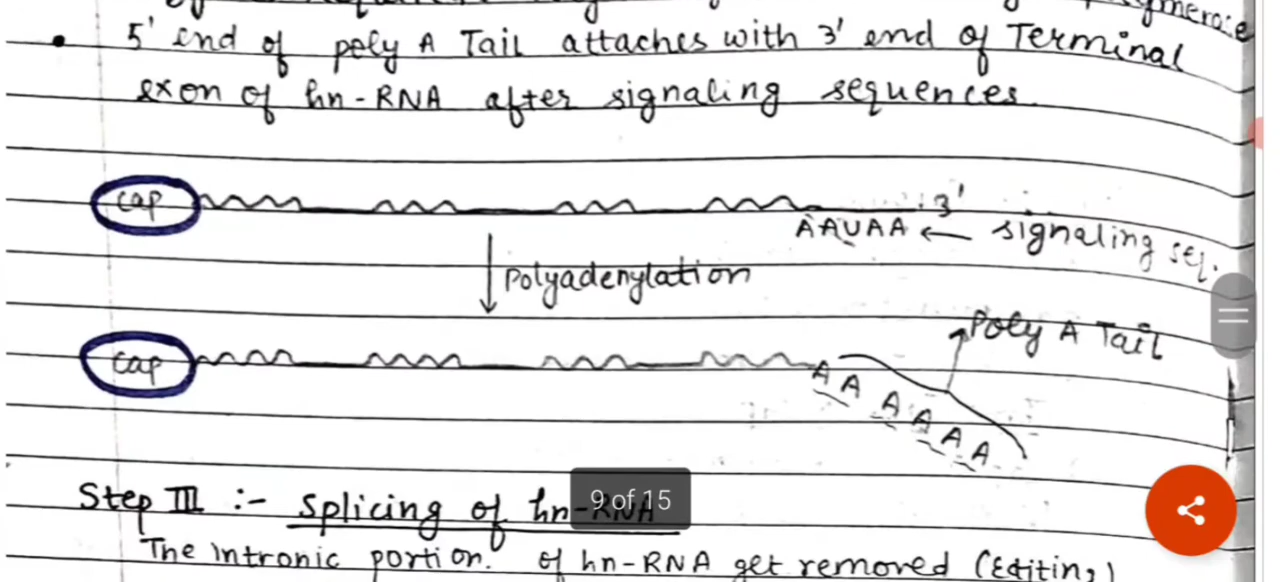 • 5' end of poly A Tail attaches with 3' end of Terminal
exon of hn-RNA after signaling sequences.
cap
3'
AAUAA ← signaling seq.
Polyadenylation
Poly A Tail
cap
A A A A A A
9 of 15
Step III :- Splicing of hn-RNA
The intronic portion. of hn-RNA get removed (Editing)